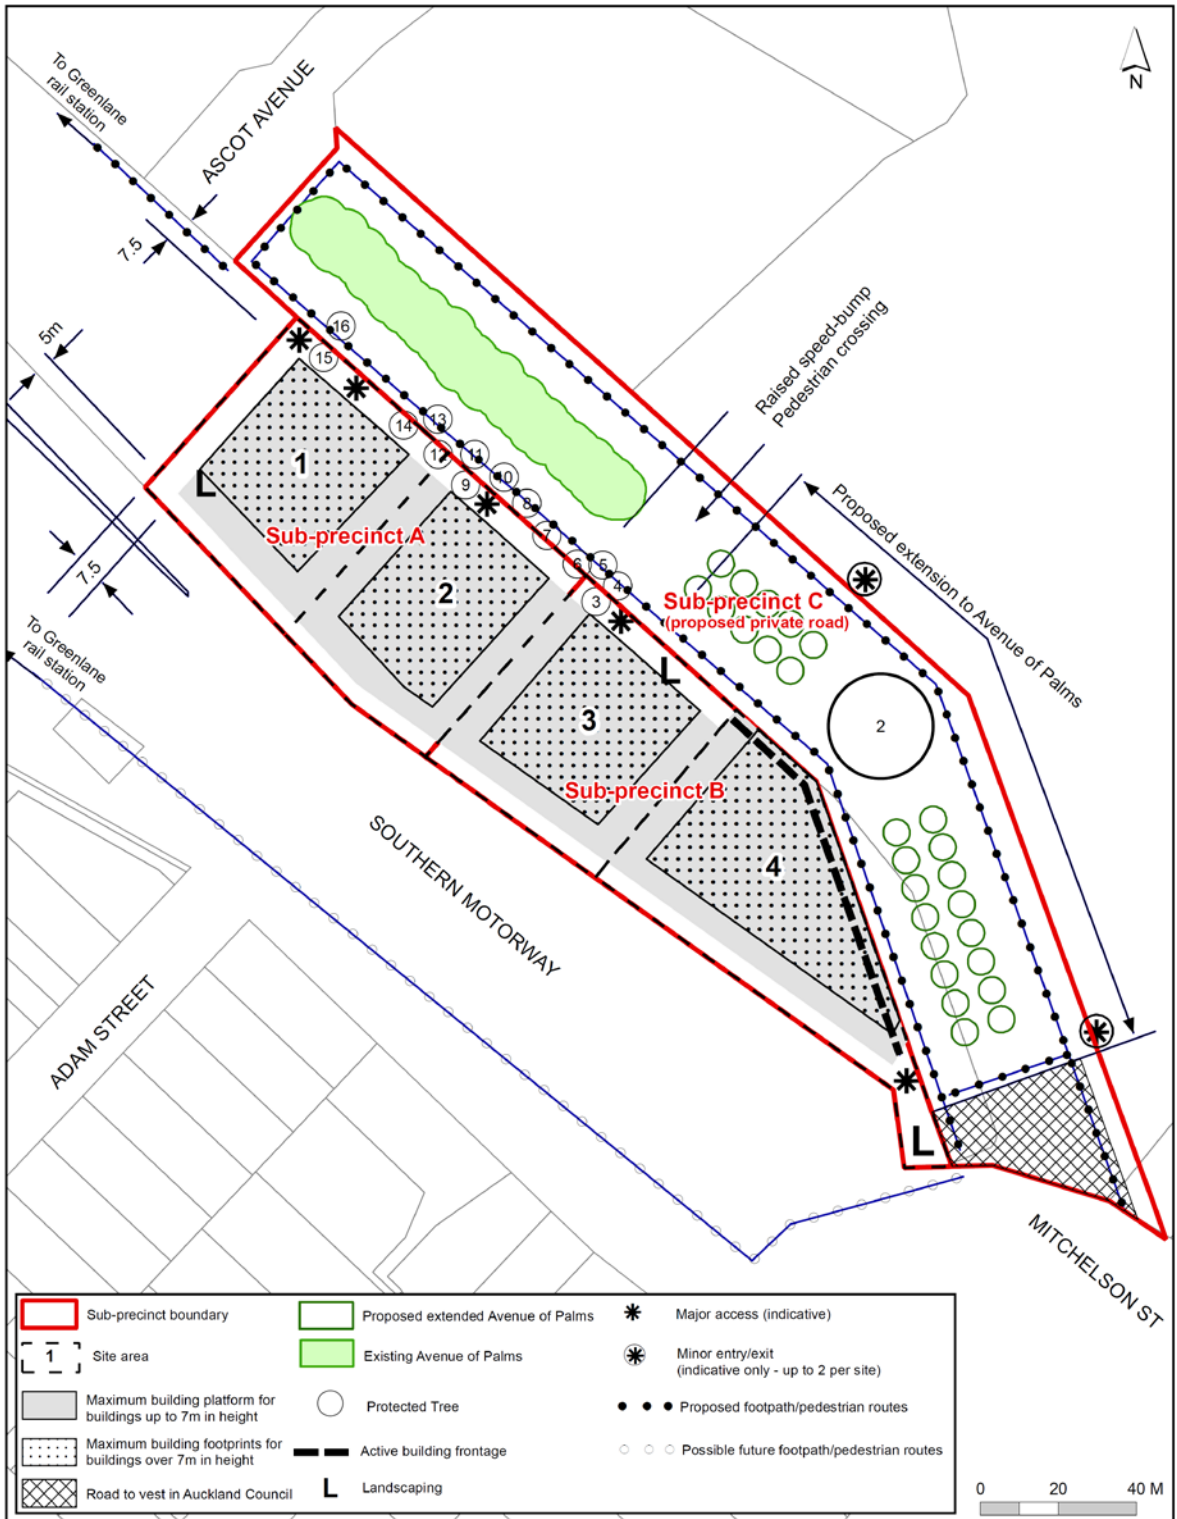 To Greenlane
rail station
ASCOT AVENUE
N
7.5
5m
7.5
To Greenlane
rail station
Raised speed-bump
Pedestrian crossing
Proposed extension to Avenue of Palms
16
15
14
13
12
11
10
9
8
7
6
5
4
3
2
1
2
3
4
L
L
L
Sub-precinct A
Sub-precinct B
Sub-precinct C
(proposed private road)
SOUTHERN MOTORWAY
ADAM STREET
MITCHELSON ST
Sub-precinct boundary
1 Site area
Maximum building platform for
buildings up to 7m in height
Maximum building footprints for
buildings over 7m in height
Road to vest in Auckland Council
Proposed extended Avenue of Palms
Existing Avenue of Palms
Protected Tree
Active building frontage
L Landscaping
Major access (indicative)
Minor entry/exit
(indicative only - up to 2 per site)
Proposed footpath/pedestrian routes
Possible future footpath/pedestrian routes
0 20 40 M